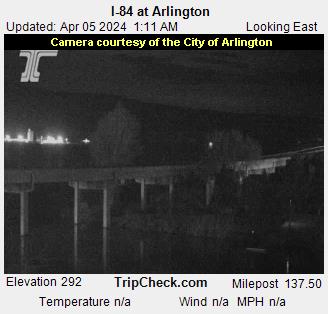 I-84 at Arlington
Updated: Apr 05 2024 1:11 AM Looking East
Camera courtesy of the City of Arlington
Elevation 292 TripCheck.com Milepost 137.50
Temperature n/a Wind n/a MPH n/a